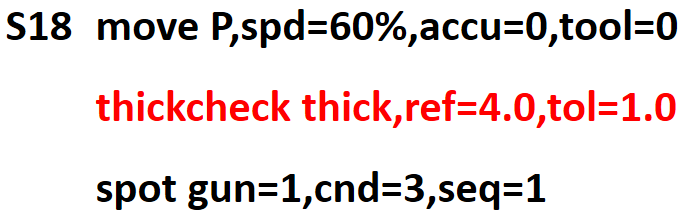 S18 move P,spd=60%,accu=0,tool=0
thickcheck thick,ref=4.0,tol=1.0
spot gun=1,cnd=3,seq=1